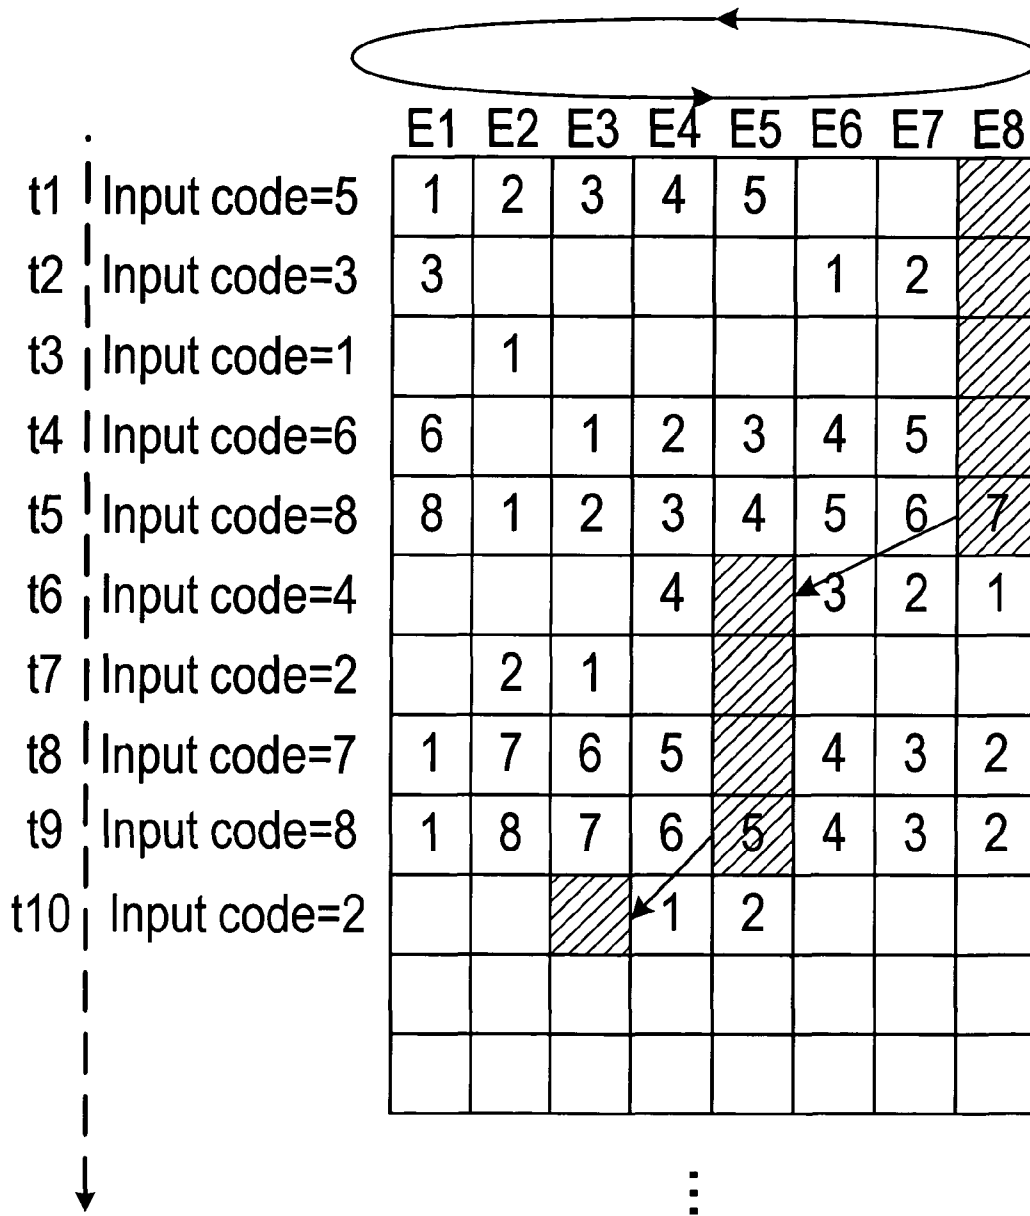 E1 E2 E3 E4 E5 E6 E7 E8
t1 Input code=5 1 2 3 4 5
t2 Input code=3 3 1 2
t3 Input code=1 1
t4 Input code=6 6 1 2 3 4 5
t5 Input code=8 8 1 2 3 4 5 6 7
t6 Input code=4 4 3 2 1
t7 Input code=2 2 1
t8 Input code=7 1 7 6 5 4 3 2
t9 Input code=8 1 8 7 6 5 4 3 2
t10 Input code=2 1 2